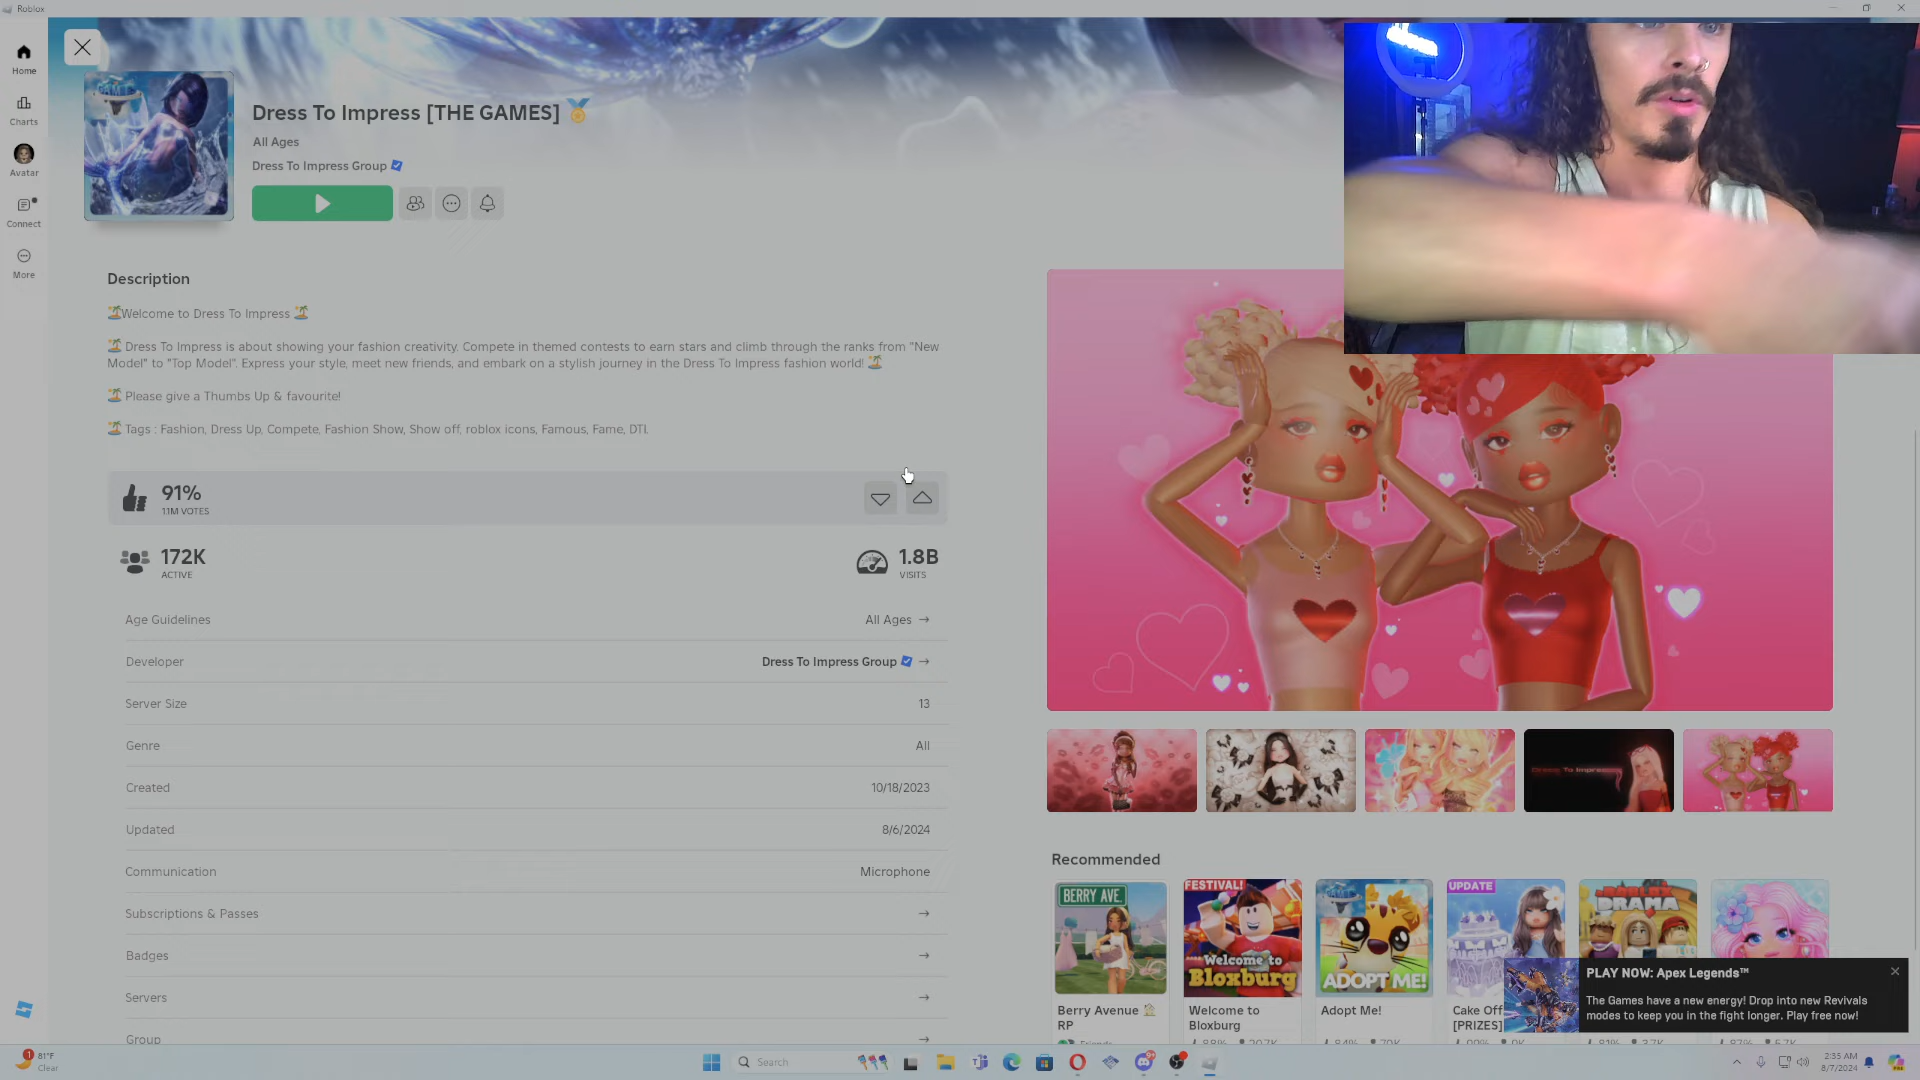 Roblox
Home
Charts
Avatar
Connect
More
Dress To Impress [THE GAMES]
All Ages
Dress To Impress Group
Description
Welcome to Dress To Impress
Dress To Impress is about showing your fashion creativity. Compete in themed contests to earn stars and climb through the ranks from "New
Model" to "Top Model". Express your style, meet new friends, and embark on a stylish journey in the Dress To Impress fashion world!
Please give a Thumbs Up & favourite!
Tags : Fashion, Dress Up, Compete, Fashion Show, Show off, roblox icons, Famous, Fame, DTI,
91%
1.1M VOTES
172K
ACTIVE
1.8B
VISITS
Age Guidelines
All Ages
Developer
Dress To Impress Group
Server Size
13
Genre
All
Created
10/18/2023
Updated
8/6/2024
Communication
Microphone
Subscriptions & Passes
Badges
Servers
Group
Dress To Impress
Recommended
BERRY AVE.
Berry Avenue
RP
FESTIVAL!
Welcome to
Bloxburg
Welcome to
Bloxburg
ADOPT ME!
Adopt Me!
UPDATE
Cake Off
[PRIZES]
DRAMA
PLAY NOW: Apex Legends™
The Games have a new energy! Drop into new Revivals
modes to keep you in the fight longer. Play free now!
1
81°F
Clear
Search
2:35 AM
8/7/2024